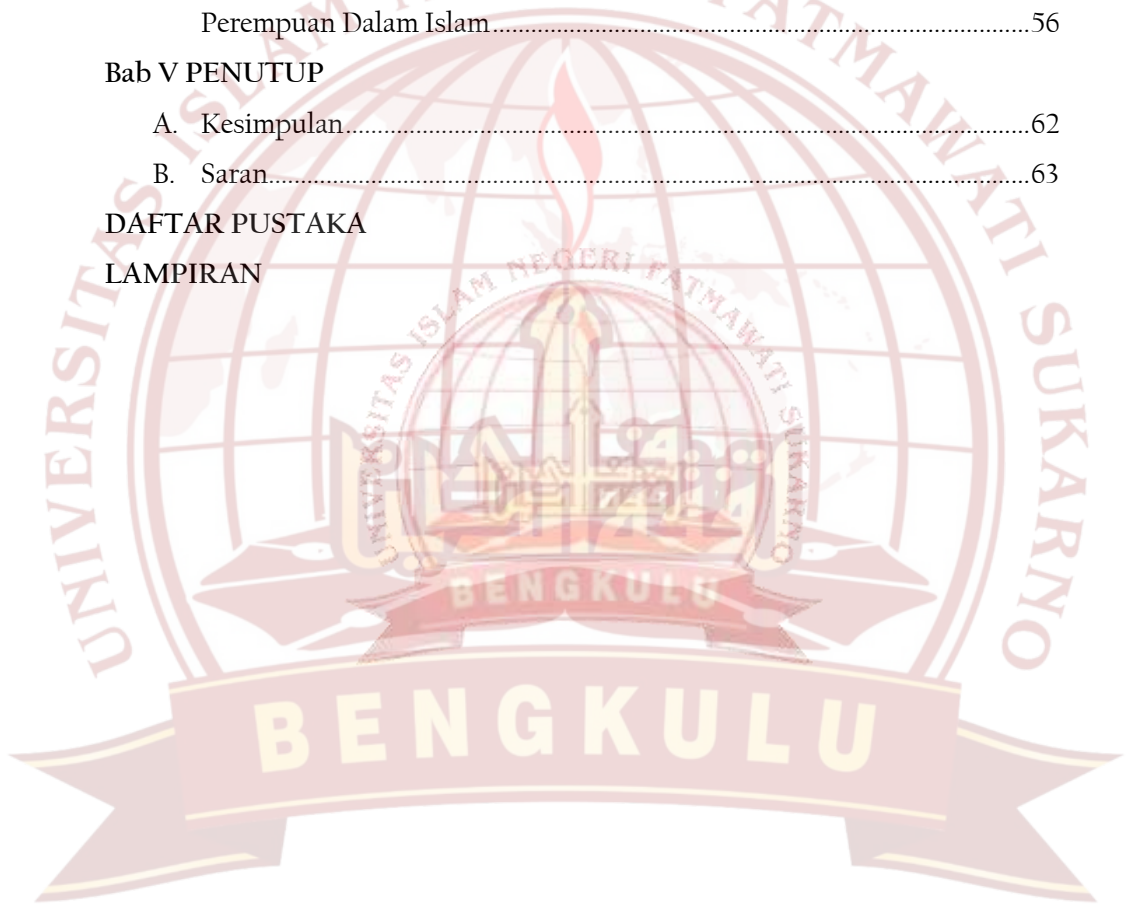 Perempuan Dalam Islam........................................................................................56
Bab V PENUTUP
A. Kesimpulan..................................................................................................................62
B. Saran.............................................................................................................................63
DAFTAR PUSTAKA
LAMPIRAN
UNIVERSITAS ISLAM NEGERI FATMAWATI SUKARNO
BENGKULU
UNIVERSITAS ISLAM FATMAWATI SUKARNO
BENGKULU